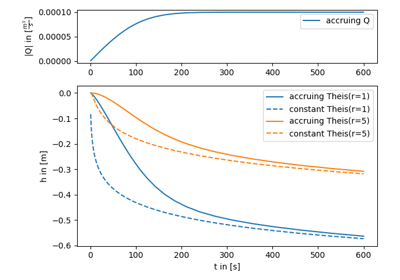 0.00010
0.00005
0.00000
|Q| in [m³/s]
accruing Q
0 100 200 300 400 500 600
0.0
−0.1
−0.2
−0.3
−0.4
−0.5
−0.6
h in [m]
accruing Theis(r=1)
constant Theis(r=1)
accruing Theis(r=5)
constant Theis(r=5)
0 100 200 300 400 500 600
t in [s]